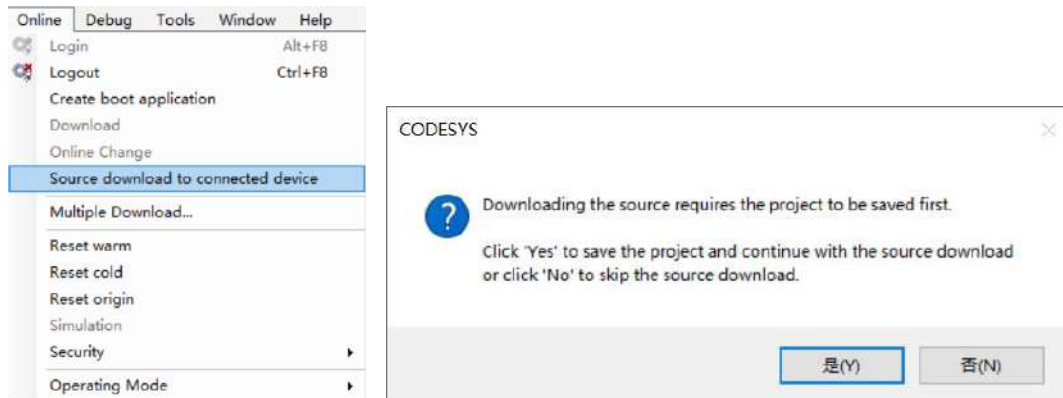 Online Debug Tools Window Help
Login Alt+F8
Logout Ctrl+F8
Create boot application
Download
Online Change
Source download to connected device
Multiple Download...
Reset warm
Reset cold
Reset origin
Simulation
Security
Operating Mode
CODESYS
Downloading the source requires the project to be saved first.
Click 'Yes' to save the project and continue with the source download
or click 'No' to skip the source download.
是(Y) 否(N)